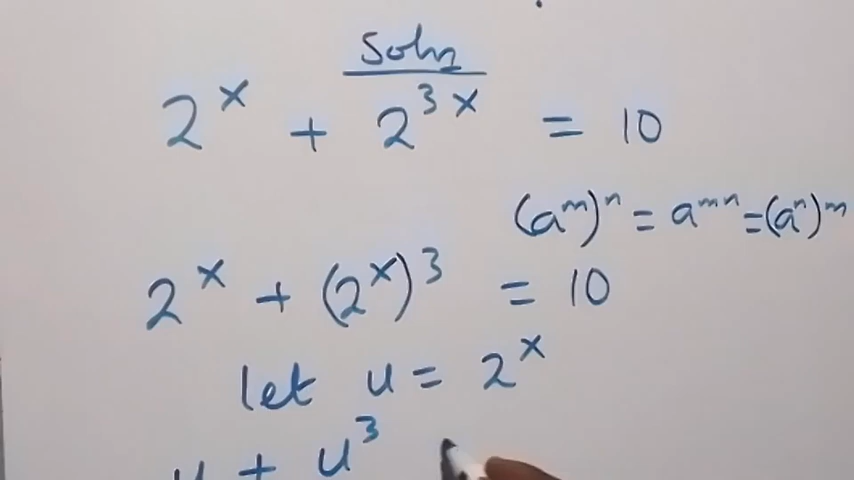 Soln
2^x + 2^{3x} = 10
(a^m)^n = a^{mn} = (a^n)^m
2^x + (2^x)^3 = 10
let u = 2^x
u + u^3